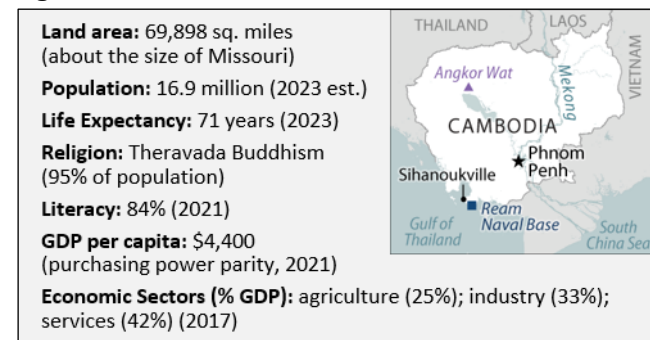 Land area: 69,898 sq. miles
(about the size of Missouri)
Population: 16.9 million (2023 est.)
Life Expectancy: 71 years (2023)
Religion: Theravada Buddhism
(95% of population)
Literacy: 84% (2021)
GDP per capita: $4,400
(purchasing power parity, 2021)
Economic Sectors (% GDP): agriculture (25%); industry (33%);
services (42%) (2017)
THAILAND
LAOS
VIETNAM
Angkor Wat
Mekong
CAMBODIA
Phnom
Penh
Sihanoukville
Ream
Naval Base
Gulf of
Thailand
South
China Sea